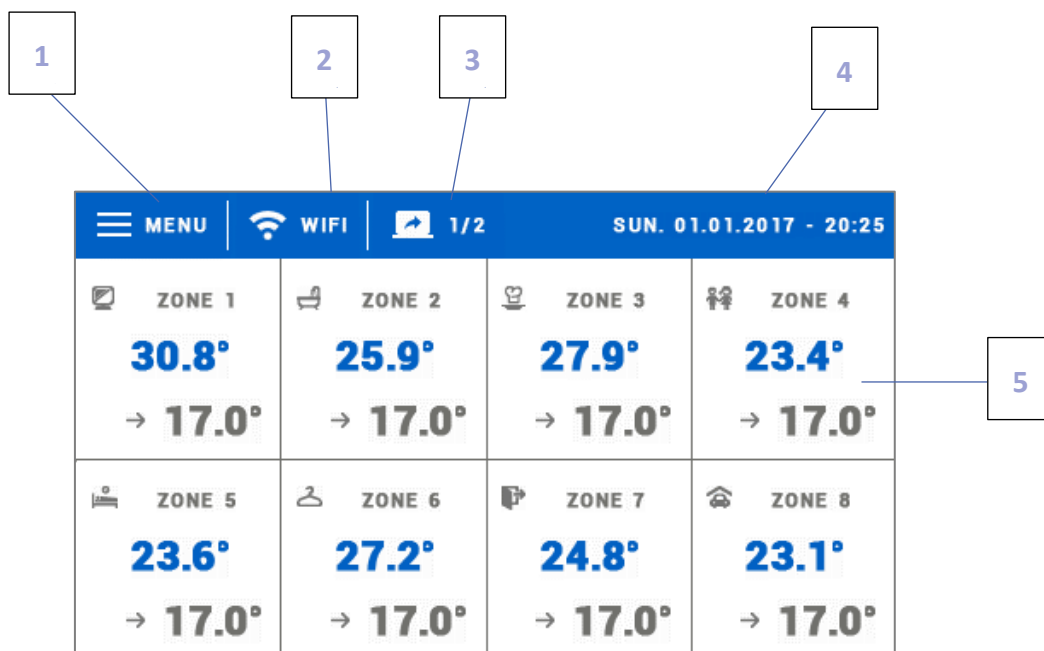 1 2 3 4
MENU WIFI 1/2 SUN. 01.01.2017 - 20:25
ZONE 1 ZONE 2 ZONE 3 ZONE 4
30.8° 25.9° 27.9° 23.4°
5
→ 17.0° → 17.0° → 17.0° → 17.0°
ZONE 5 ZONE 6 ZONE 7 ZONE 8
23.6° 27.2° 24.8° 23.1°
→ 17.0° → 17.0° → 17.0° → 17.0°